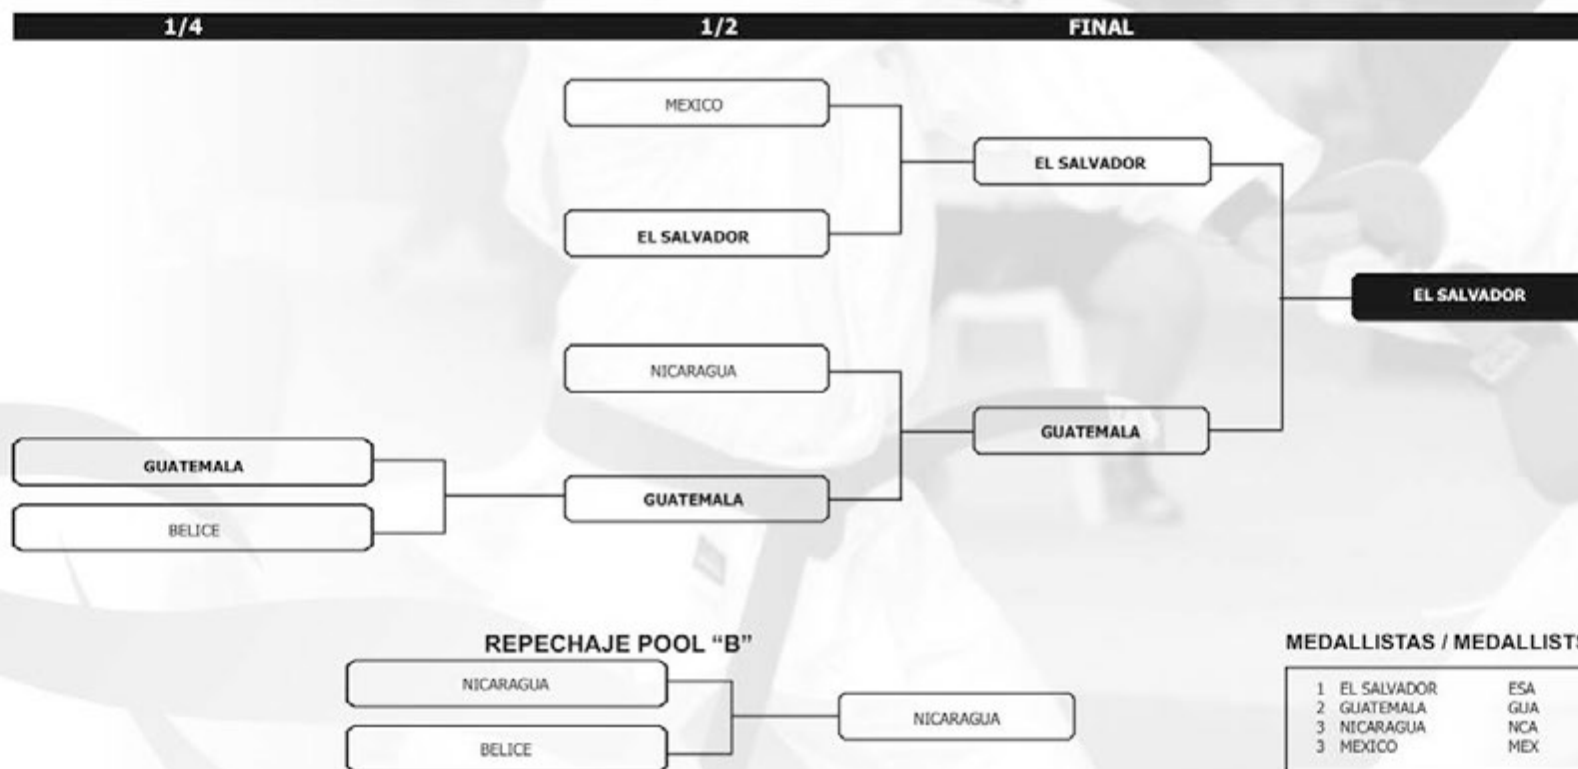 1/4 1/2 FINAL
MEXICO
EL SALVADOR
EL SALVADOR
EL SALVADOR
NICARAGUA
GUATEMALA
GUATEMALA
GUATEMALA
BELICE
REPECHAJE POOL “B”
NICARAGUA
NICARAGUA
BELICE
MEDALLISTAS / MEDALLISTS
1 EL SALVADOR ESA
2 GUATEMALA GUA
3 NICARAGUA NCA
3 MEXICO MEX